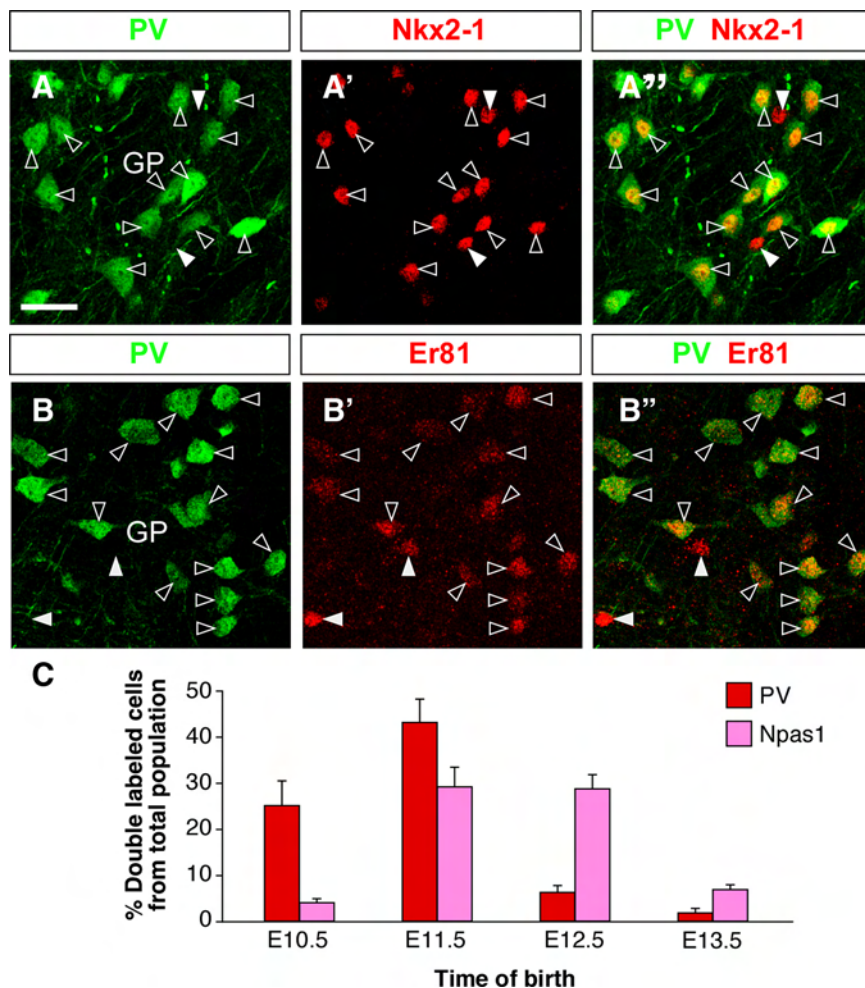 PV
Nkx2-1
PV Nkx2-1
A
GP
A'
A''
PV
Er81
PV Er81
B
GP
B'
B''
C
% Double labeled cells
from total population
50
40
30
20
10
0
PV
Npas1
E10.5 E11.5 E12.5 E13.5
Time of birth